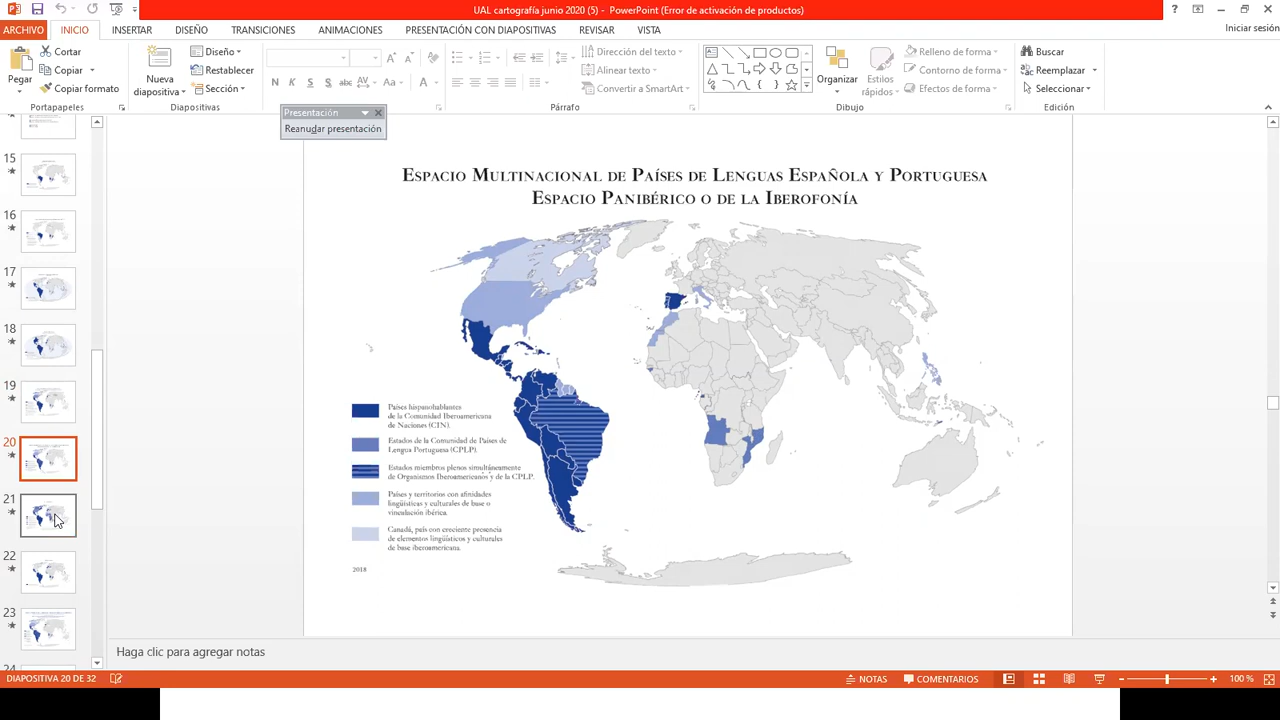 UAL cartografía junio 2020 (5) - PowerPoint (Error de activación de productos)
ARCHIVO INICIO INSERTAR DISEÑO TRANSICIONES ANIMACIONES PRESENTACIÓN CON DIAPOSITIVAS REVISAR VISTA Iniciar sesión
Pegar
Cortar
Copiar
Copiar formato
Portapapeles
Nueva
diapositiva
Diseño
Restablecer
Sección
Diapositivas
N K S S abc AV Aa A
Párrafo
Dirección del texto
Alinear texto
Convertir a SmartArt
Organizar
Estilos
rápidos
Relleno de forma
Contorno de forma
Efectos de forma
Dibujo
Buscar
Reemplazar
Seleccionar
Edición
Presentación
Reanudar presentación
15
16
17
18
19
20
21
22
23
24
Espacio Multinacional de Países de Lenguas Española y Portuguesa
Espacio Panibérico o de la Iberofonía
Países hispanohablantes
de la Comunidad Iberoamericana
de Naciones (CIN).
Estados de la Comunidad de Países de
Lengua Portuguesa (CPLP).
Estados miembros plenos simultáneamente
de Organismos Iberoamericanos y de la CPLP.
Países y territorios con afinidades
lingüísticas y culturales de base o
vinculación ibérica.
Canadá, país con creciente presencia
de elementos lingüísticos y culturales
de base iberoamericana.
2018
Haga clic para agregar notas
DIAPOSITIVA 20 DE 32 NOTAS COMENTARIOS 100 %